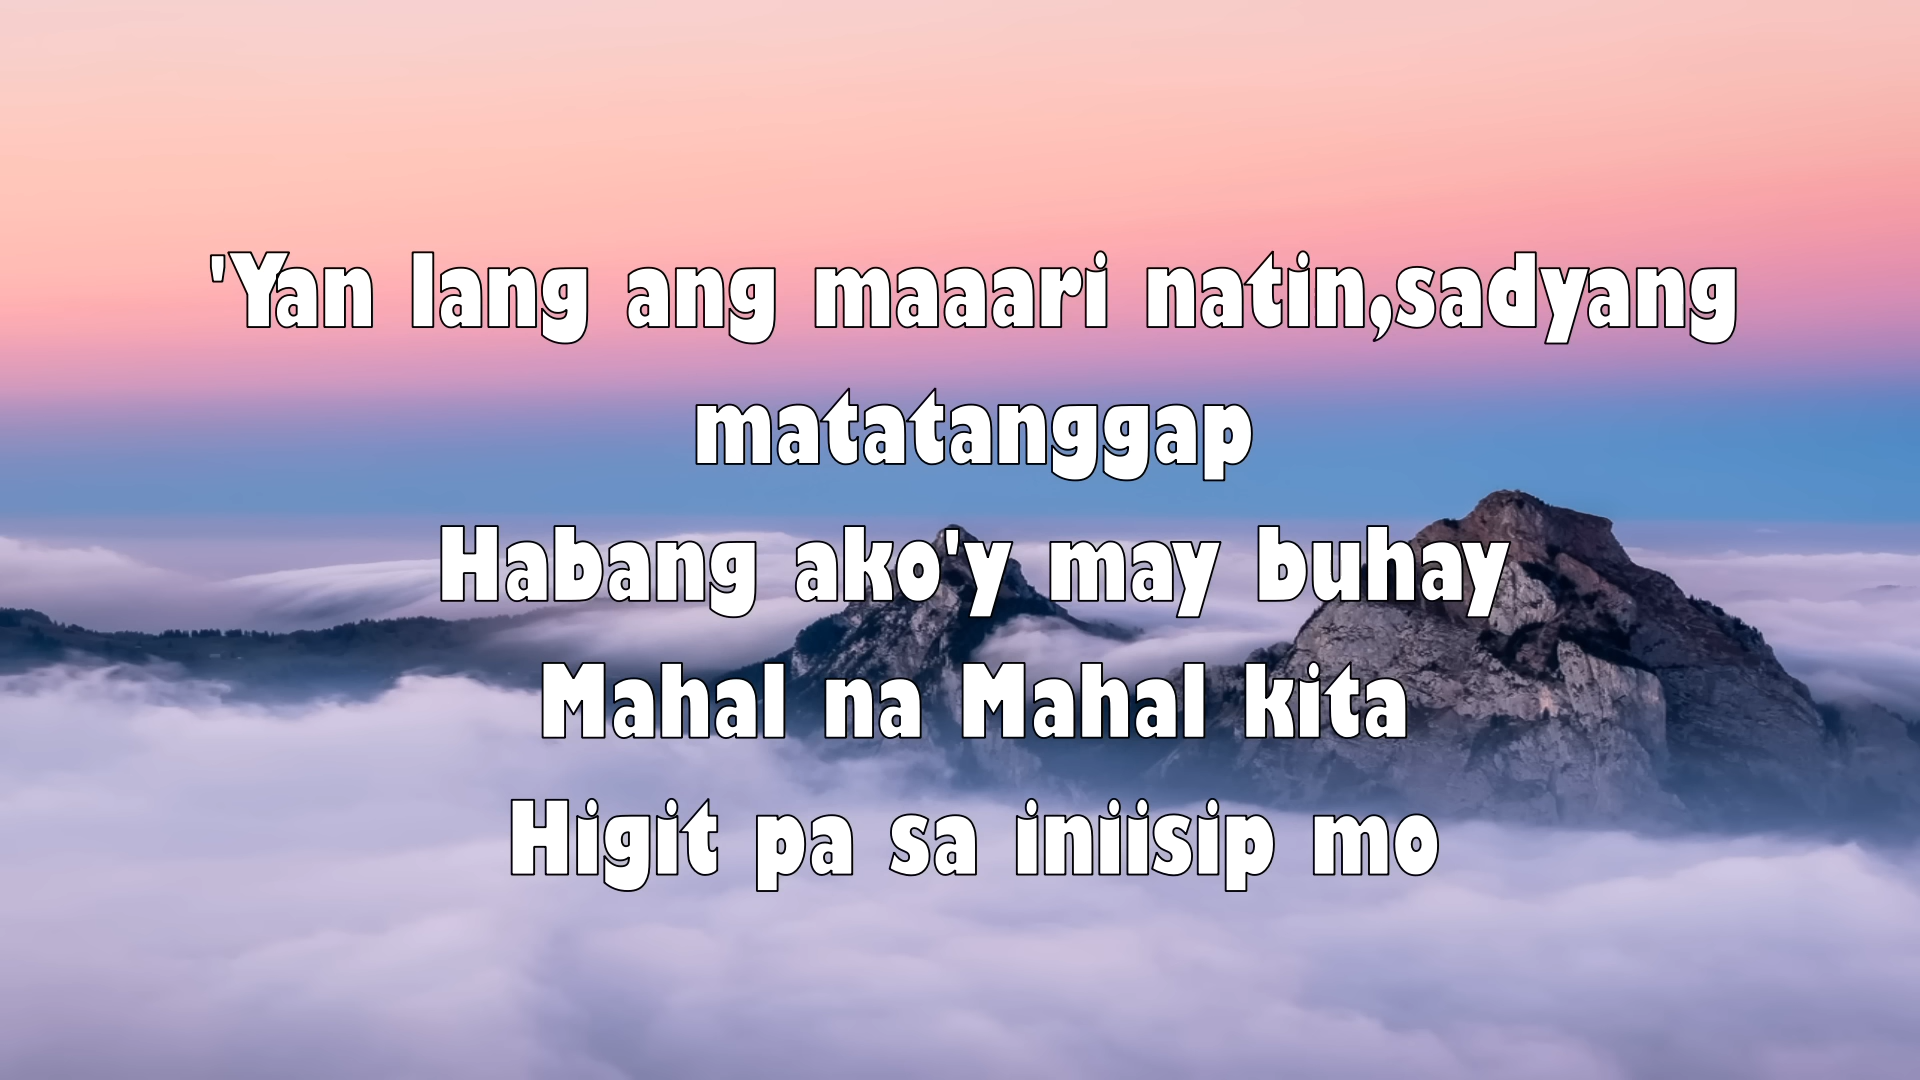 'Yan lang ang maaari natin,sadyang
matatanggap
Habang ako'y may buhay
Mahal na Mahal kita
Higit pa sa iniisip mo